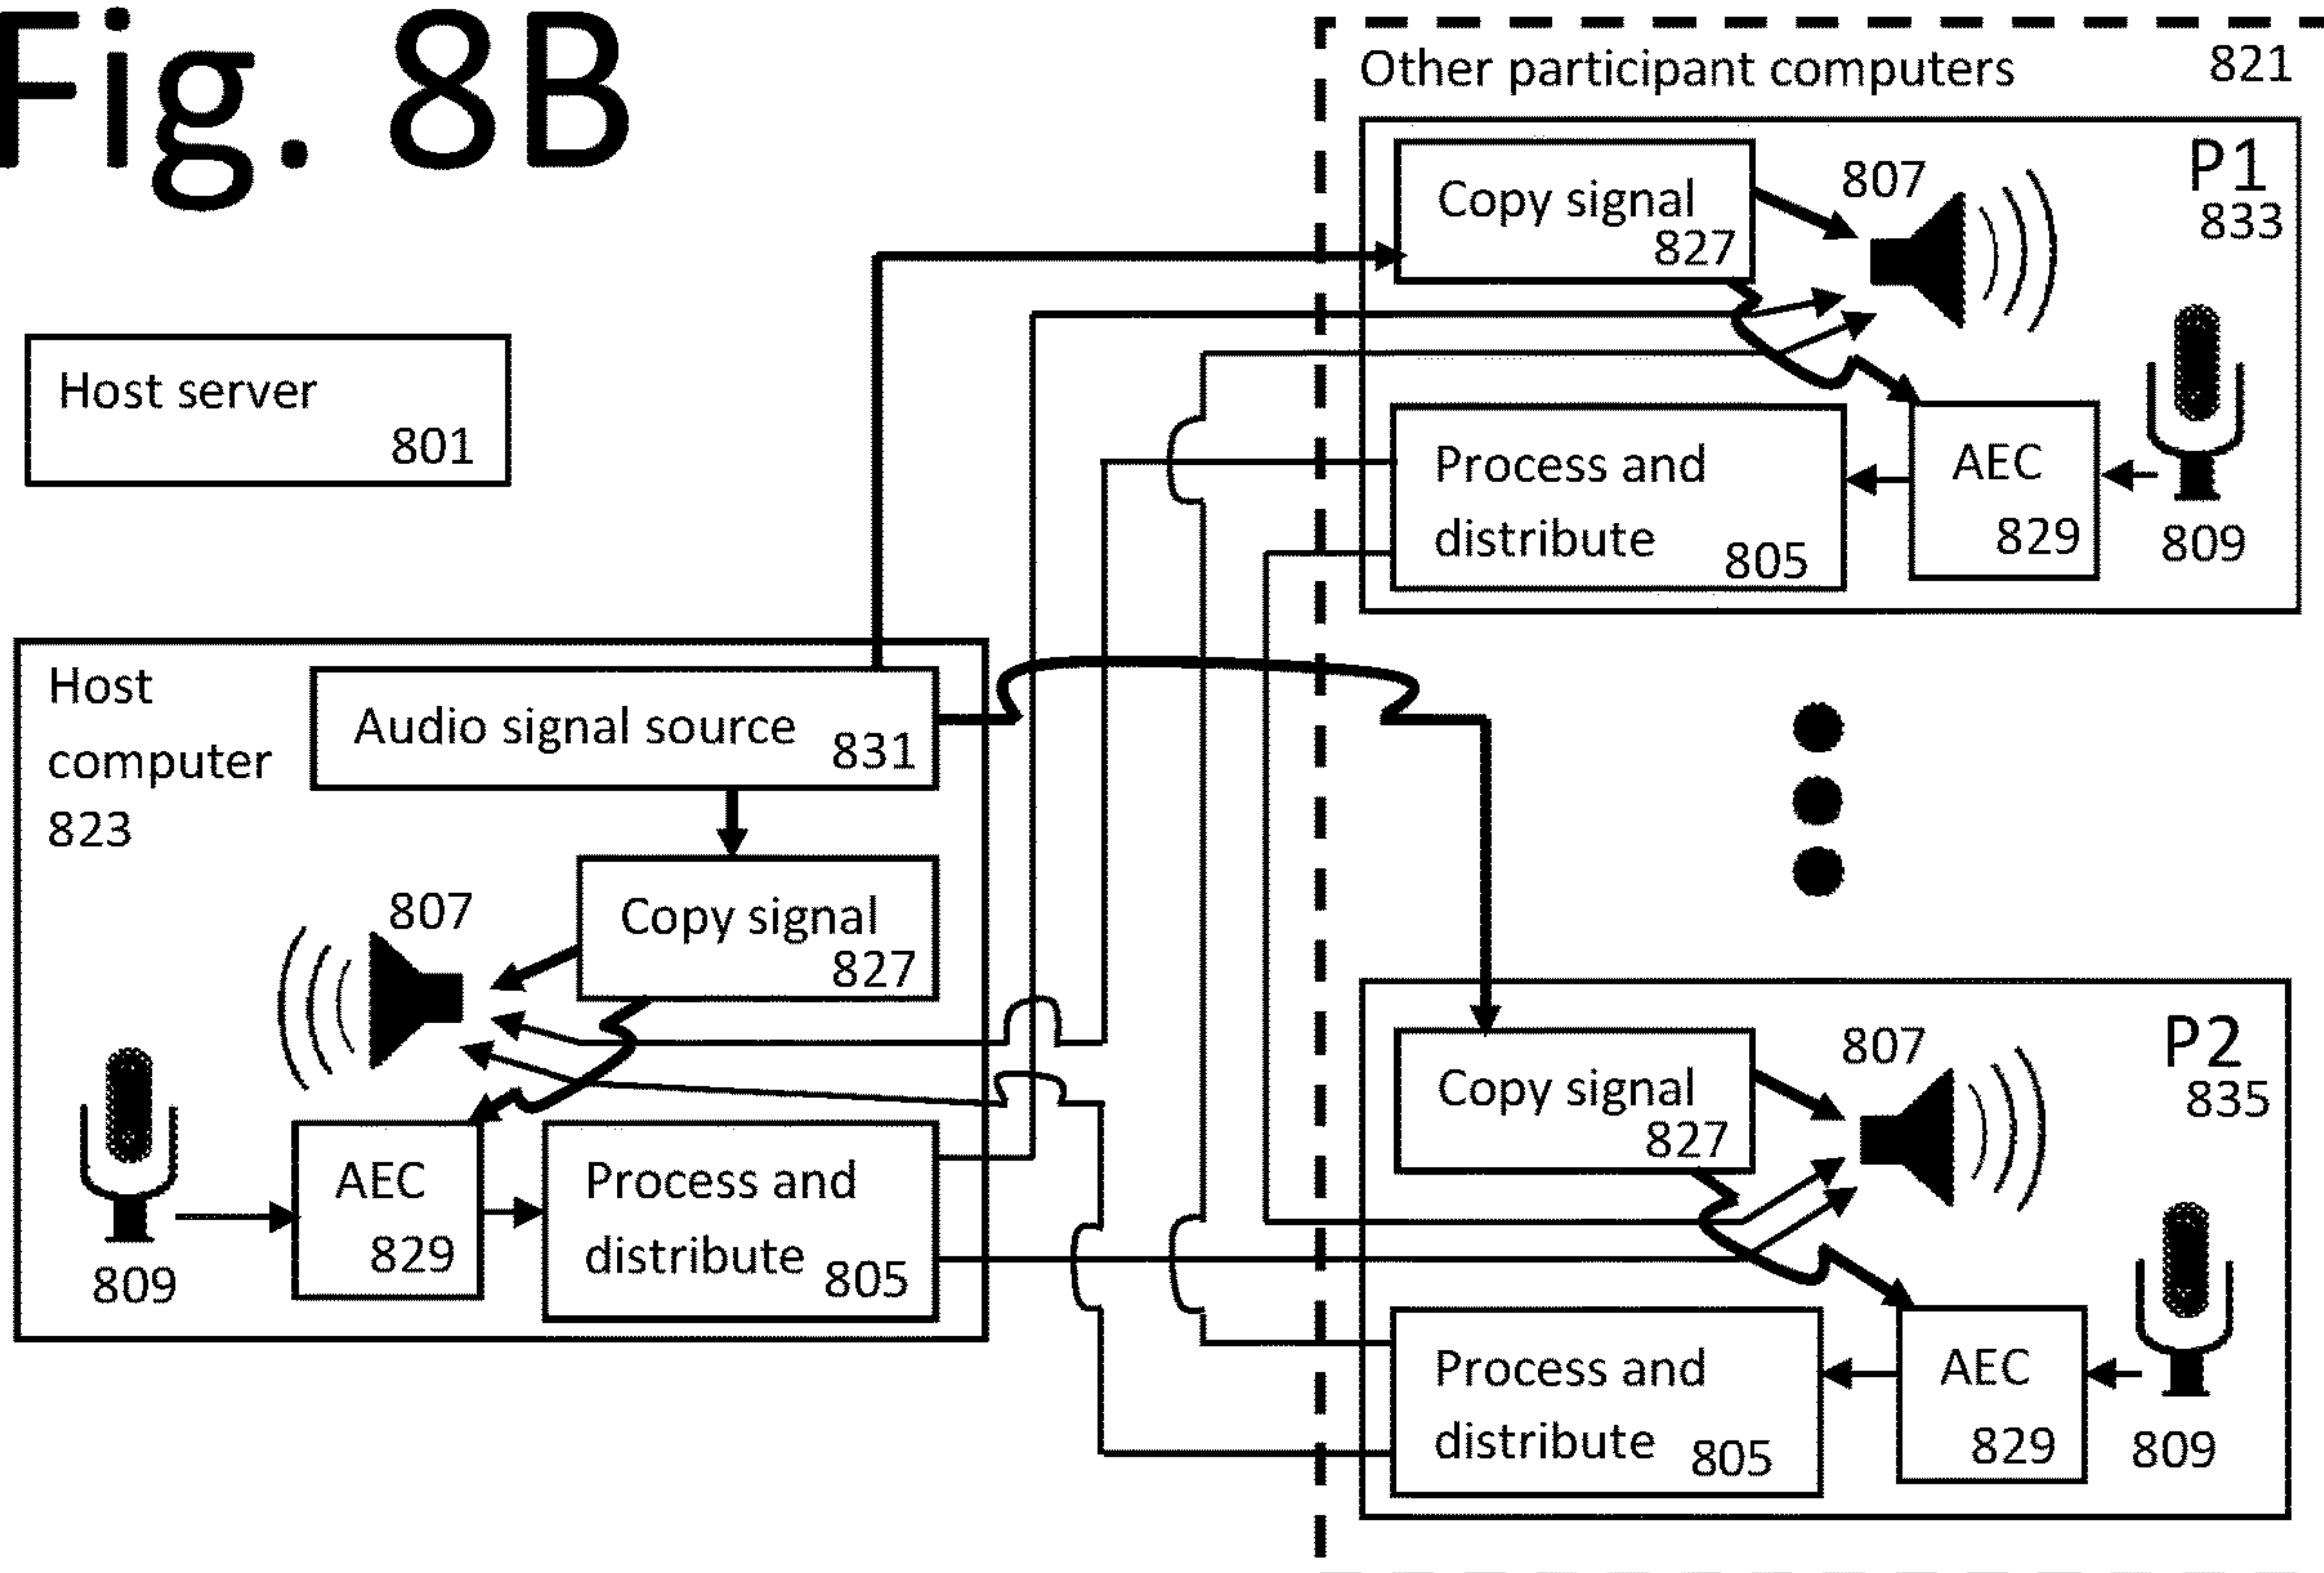 Fig. 8B
Other participant computers 821
Copy signal
827
807
P1
833
Process and
distribute
805
AEC
829
809
Host server
801
Host
computer
823
Audio signal source 831
Copy signal
827
807
809
AEC
829
Process and
distribute 805
Copy signal
827
807
P2
835
Process and
distribute 805
AEC
829
809